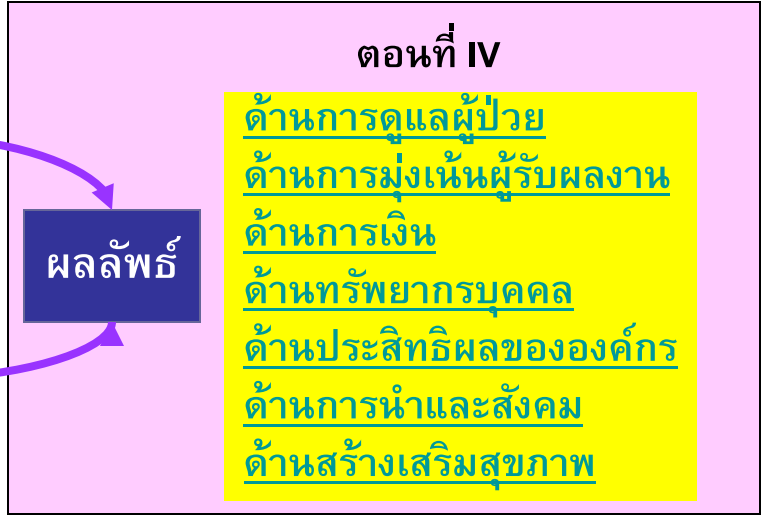 ตอนที่ IV
ด้านการดูแลผู้ป่วย
ด้านการมุ่งเน้นผู้รับผลงาน
ด้านการเงิน
ผลลัพธ์
ด้านทรัพยากรบุคคล
ด้านประสิทธิผลขององค์กร
ด้านการนำและสังคม
ด้านสร้างเสริมสุขภาพ